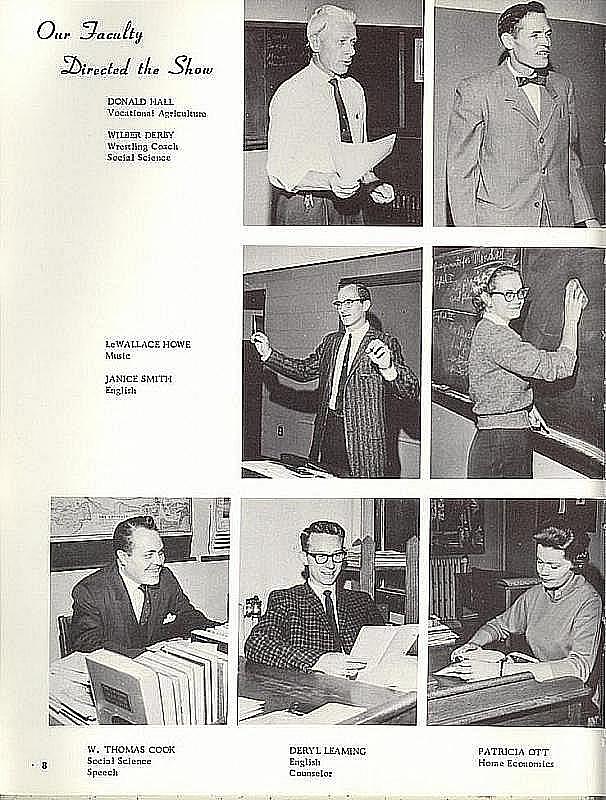 Our Faculty
Directed the Show
DONALD HALL
Vocational Agriculture
WILBER DERBY
Wrestling Coach
Social Science
LeWALLACE HOWE
Music
JANICE SMITH
English
W. THOMAS COOK
Social Science
Speech
DERYL LEAMING
English
Counselor
PATRICIA OTT
Home Economics
8